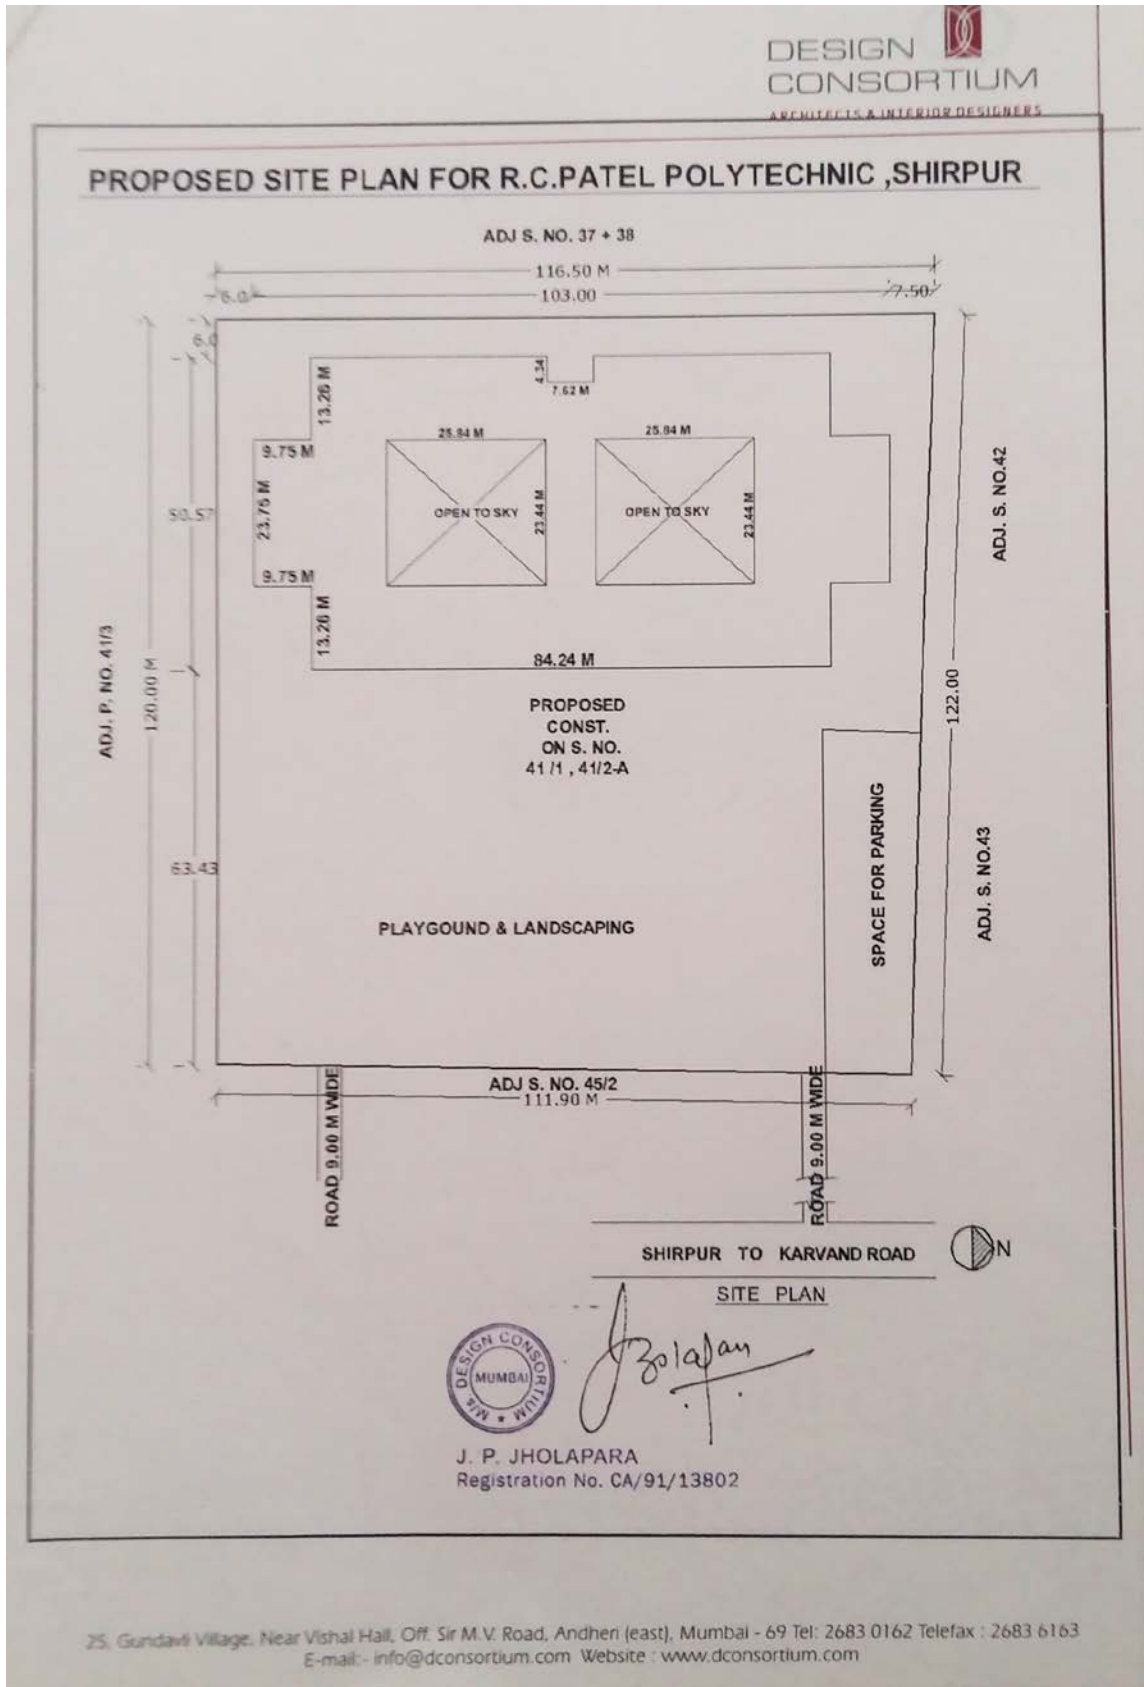 DESIGN
CONSORTIUM
ARCHITECTS & INTERIOR DESIGNERS
PROPOSED SITE PLAN FOR R.C.PATEL POLYTECHNIC ,SHIRPUR
ADJ S. NO. 37 + 38
116.50 M
6.0
103.00
7.50
6.0
13.26 M
4.34
7.62 M
25.84 M
25.84 M
9.75 M
23.75 M
50.57
OPEN TO SKY
23.44 M
OPEN TO SKY
23.44 M
ADJ. S. NO.42
9.75 M
13.26 M
84.24 M
ADJ. P. NO. 41/3
120.00 M
122.00
PROPOSED
CONST.
ON S. NO.
41 /1 , 41/2-A
63.43
SPACE FOR PARKING
ADJ. S. NO.43
PLAYGOUND & LANDSCAPING
ADJ S. NO. 45/2
111.90 M
ROAD 9.00 M WIDE
ROAD 9.00 M WIDE
SHIRPUR TO KARVAND ROAD
N
SITE PLAN
M/s. DESIGN CONSORTIUM
MUMBAI
J. P. JHOLAPARA
Registration No. CA/91/13802
25, Gundavli Village, Near Vishal Hall, Off. Sir M.V. Road, Andheri (east), Mumbai - 69 Tel: 2683 0162 Telefax : 2683 6163
E-mail:- info@dconsortium.com Website : www.dconsortium.com